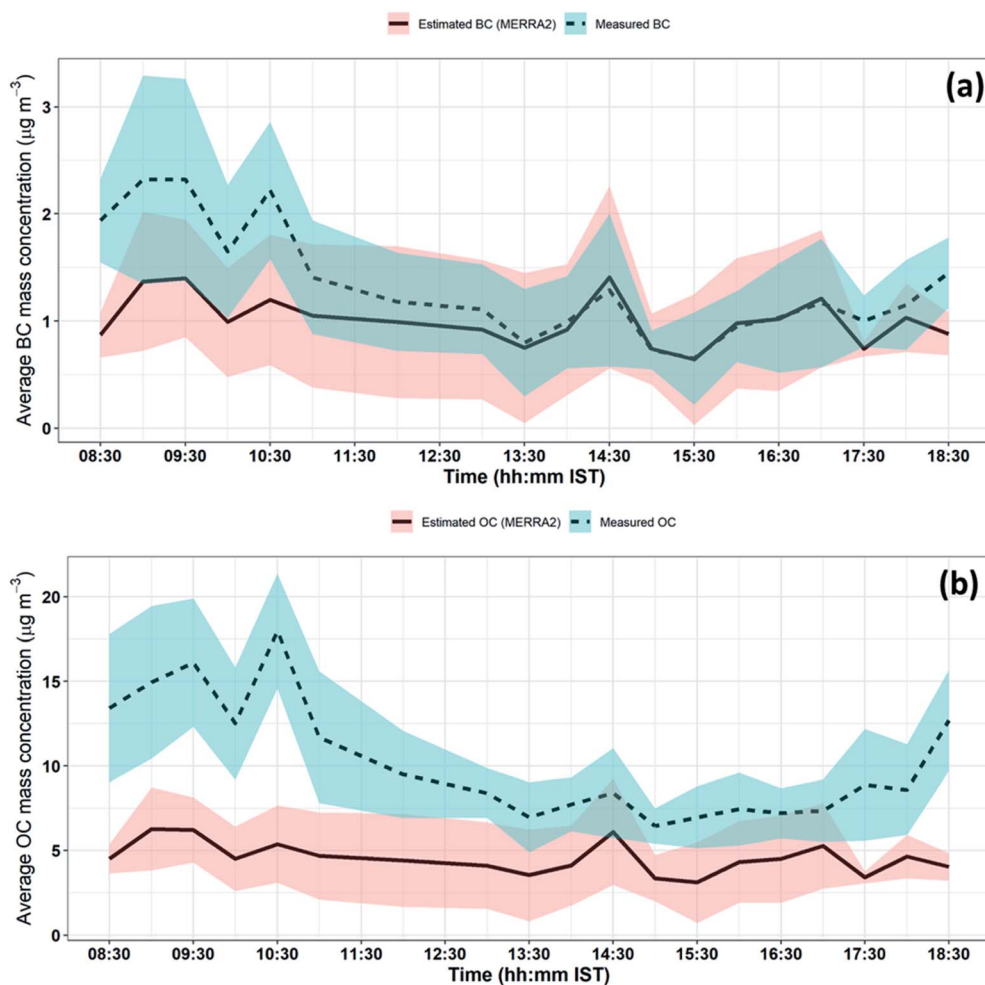 Estimated BC (MERRA2) Measured BC
(a)
Average BC mass concentration (μg m⁻³)
3
2
1
0
08:30 09:30 10:30 11:30 12:30 13:30 14:30 15:30 16:30 17:30 18:30
Time (hh:mm IST)
Estimated OC (MERRA2) Measured OC
(b)
Average OC mass concentration (μg m⁻³)
20
15
10
5
0
08:30 09:30 10:30 11:30 12:30 13:30 14:30 15:30 16:30 17:30 18:30
Time (hh:mm IST)